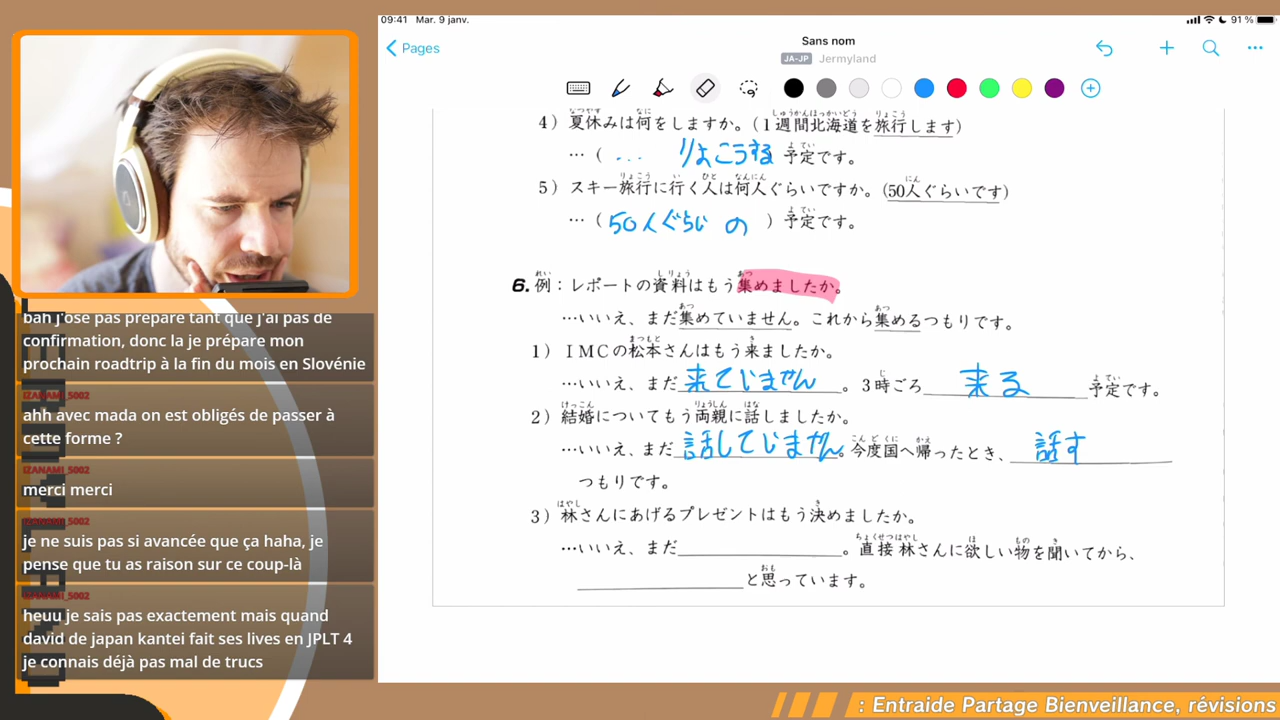 09:41 Mar. 9 janv.
91 %
Pages
Sans nom
JA-JP Jermyland
4) 夏休みは何をしますか。(1週間北海道を旅行します)
…( ... りょこうする 予定です。
5) スキー旅行に行く人は何人ぐらいですか。(50人ぐらいです)
…( 50人ぐらい の )予定です。
6. 例：レポートの資料はもう集めましたか。
…いいえ、まだ集めていません。これから集めるつもりです。
1) IMCの松本さんはもう来ましたか。
…いいえ、まだ 来ていません 。3時ごろ 来る 予定です。
2) 結婚についてもう両親に話しましたか。
…いいえ、まだ 話していません 。今度国へ帰ったとき、 話す
つもりです。
3) 林さんにあげるプレゼントはもう決めましたか。
…いいえ、まだ 。直接林さんに欲しい物を聞いてから、
と思っています。
bah j'ose pas préparé tant que j'ai pas de
confirmation, donc la je prépare mon
prochain roadtrip à la fin du mois en Slovénie
IZANAMI_5002
ahh avec mada on est obligés de passer à
cette forme ?
IZANAMI_5002
merci merci
IZANAMI_5002
je ne suis pas si avancée que ça haha, je
pense que tu as raison sur ce coup-là
IZANAMI_5002
heuu je sais pas exactement mais quand
david de japan kantei fait ses lives en JPLT 4
je connais déjà pas mal de trucs
: Entraide Partage Bienveillance, révisions